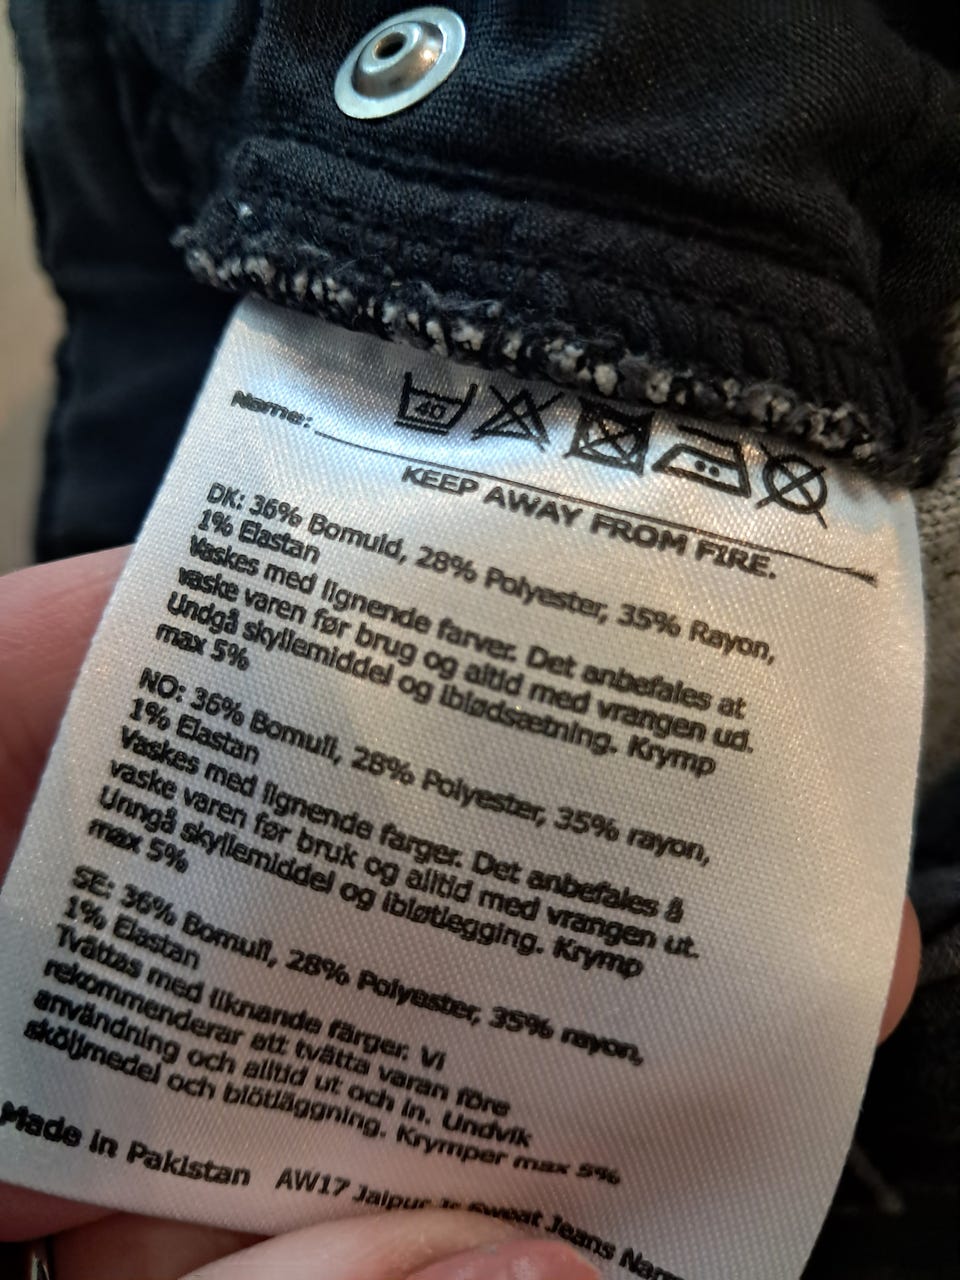 40
Name:
KEEP AWAY FROM FIRE.
DK: 36% Bomuld, 28% Polyester, 35% Rayon,
1% Elastan
Vaskes med lignende farver. Det anbefales at
vaske varen før brug og altid med vrangen ud.
Undgå skyllemiddel og iblødsætning. Krymp
max 5%
NO: 36% Bomull, 28% Polyester, 35% rayon,
1% Elastan
Vaskes med lignende farger. Det anbefales å
vaske varen før bruk og alltid med vrangen ut.
Unngå skyllemiddel og ibløtlegging. Krymp
max 5%
SE: 36% Bomull, 28% Polyester, 35% rayon,
1% Elastan
Tvättas med liknande färger. Vi
rekommenderar att tvätta varan före
användning och alltid ut och in. Undvik
sköljmedel och blötläggning. Krymper max 5%
Made in Pakistan AW17 Jaipur Jr Sweat Jeans